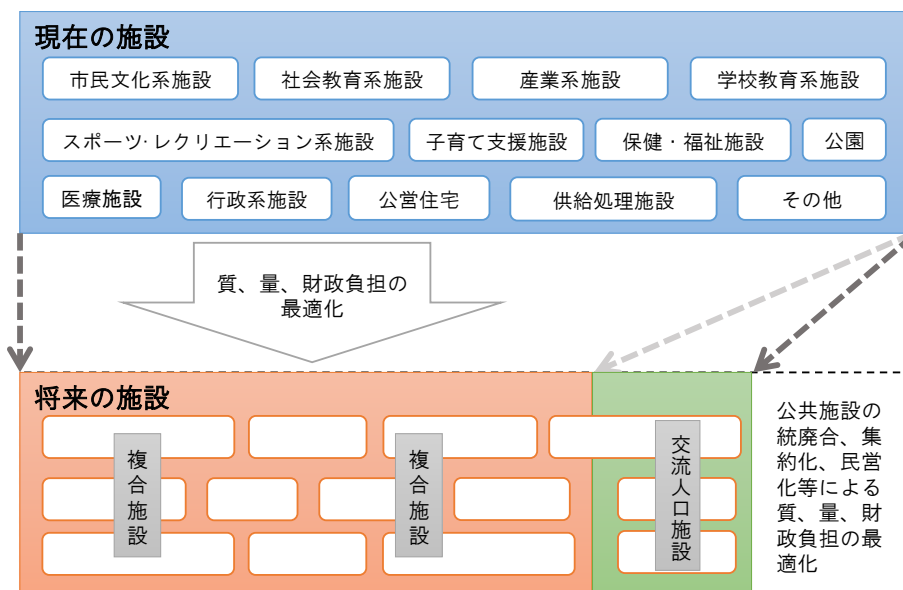 現在の施設
市民文化系施設
社会教育系施設
産業系施設
学校教育系施設
スポーツ･レクリエーション系施設
子育て支援施設
保健・福祉施設
公園
医療施設
行政系施設
公営住宅
供給処理施設
その他
質、量、財政負担の
最適化
将来の施設
複合施設
複合施設
交流人口施設
公共施設の
統廃合、集
約化、民営
化等による
質、量、財
政負担の最
適化